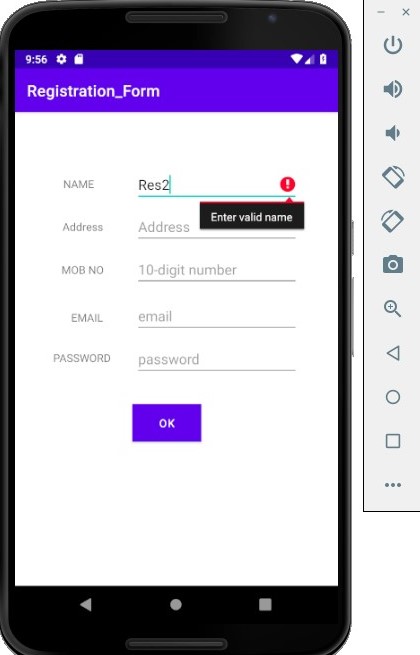 9:56
Registration_Form
NAME Res2
Enter valid name
Address Address
MOB NO 10-digit number
EMAIL email
PASSWORD password
OK